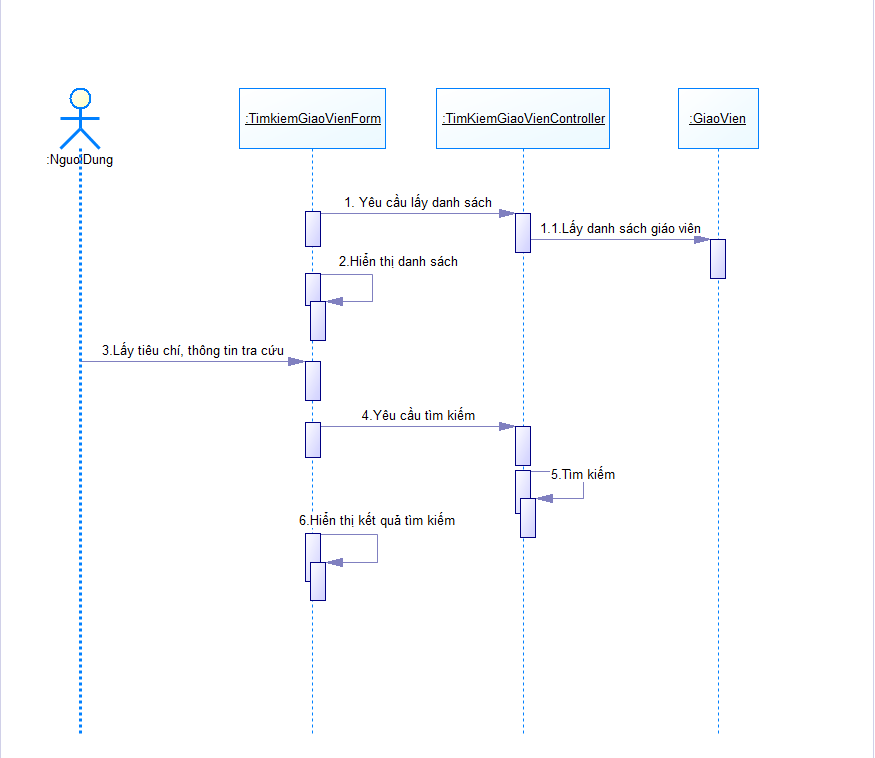 :TimkiemGiaoVienForm
:TimKiemGiaoVienController
:GiaoVien
:NguoiDung
1. Yêu cầu lấy danh sách
1.1.Lấy danh sách giáo viên
2.Hiển thị danh sách
3.Lấy tiêu chí, thông tin tra cứu
4.Yêu cầu tìm kiếm
5.Tìm kiếm
6.Hiển thị kết quả tìm kiếm